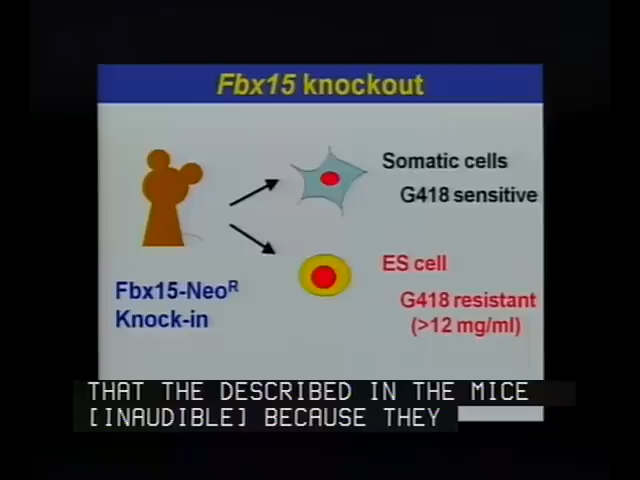 Fbx15 knockout
Somatic cells
G418 sensitive
ES cell
Fbx15-Neoᴿ
Knock-in
G418 resistant
(>12 mg/ml)
THAT THE DESCRIBED IN THE MICE
[INAUDIBLE] BECAUSE THEY